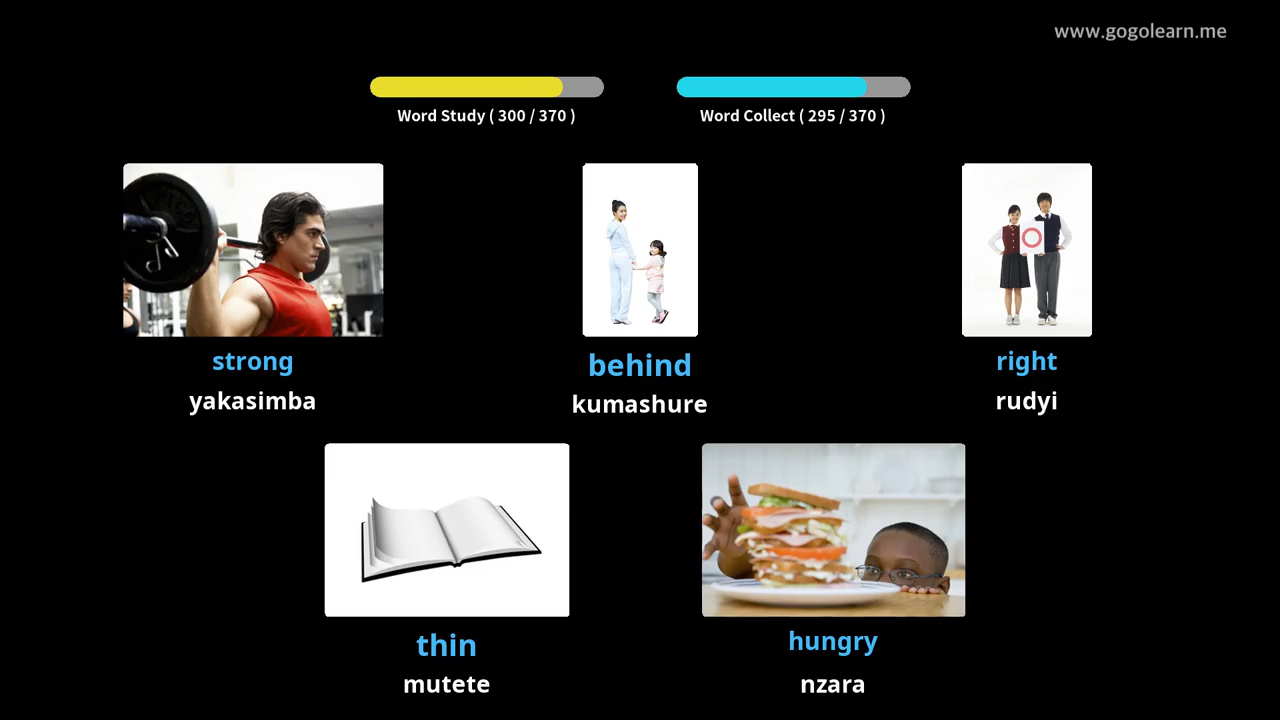 www.gogolearn.me
Word Study ( 300 / 370 )
Word Collect ( 295 / 370 )
strong
yakasimba
behind
kumashure
right
rudyi
thin
mutete
hungry
nzara